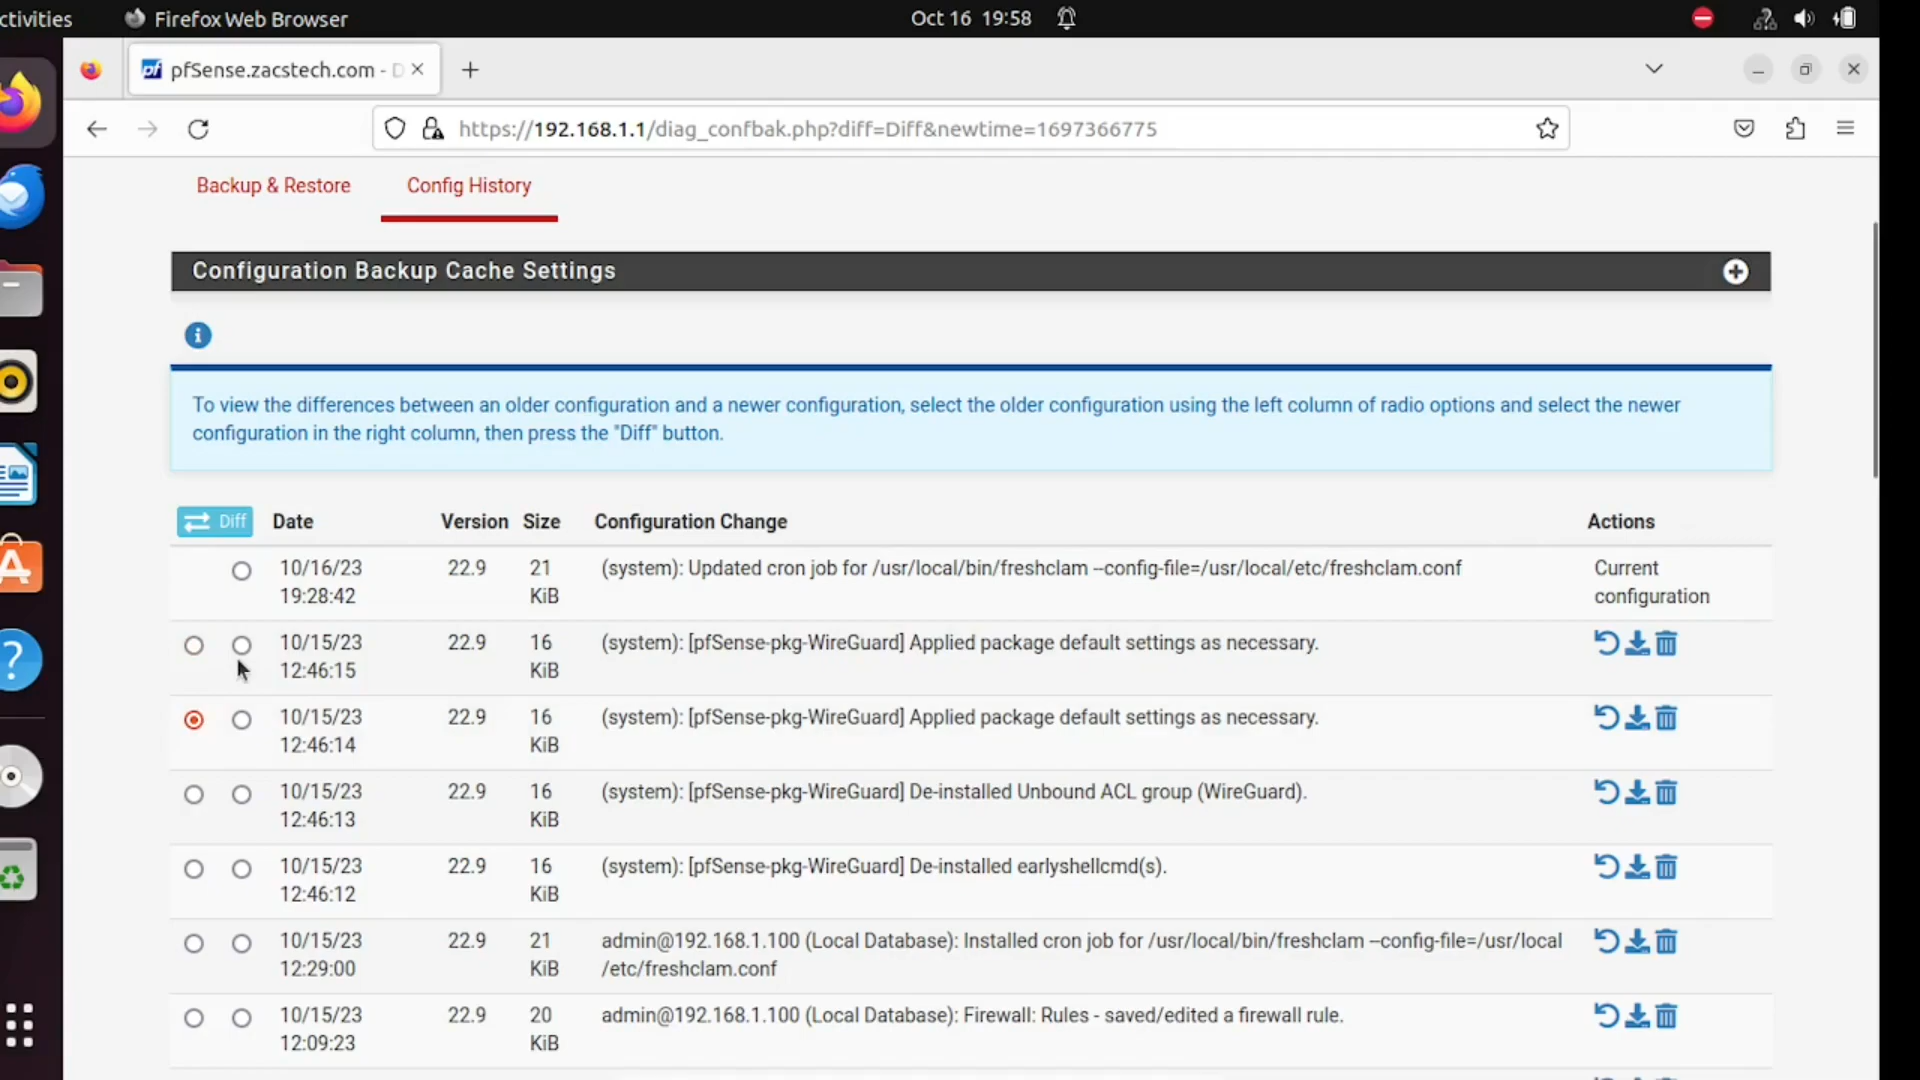 ctivities
Firefox Web Browser
Oct 16 19:58
pfSense.zacstech.com - D
https://192.168.1.1/diag_confbak.php?diff=Diff&newtime=1697366775
Backup & Restore
Config History
Configuration Backup Cache Settings
To view the differences between an older configuration and a newer configuration, select the older configuration using the left column of radio options and select the newer
configuration in the right column, then press the "Diff" button.
Diff Date Version Size Configuration Change Actions
10/16/23 22.9 21 (system): Updated cron job for /usr/local/bin/freshclam --config-file=/usr/local/etc/freshclam.conf Current
19:28:42 KiB configuration
10/15/23 22.9 16 (system): [pfSense-pkg-WireGuard] Applied package default settings as necessary.
12:46:15 KiB
10/15/23 22.9 16 (system): [pfSense-pkg-WireGuard] Applied package default settings as necessary.
12:46:14 KiB
10/15/23 22.9 16 (system): [pfSense-pkg-WireGuard] De-installed Unbound ACL group (WireGuard).
12:46:13 KiB
10/15/23 22.9 16 (system): [pfSense-pkg-WireGuard] De-installed earlyshellcmd(s).
12:46:12 KiB
10/15/23 22.9 21 admin@192.168.1.100 (Local Database): Installed cron job for /usr/local/bin/freshclam --config-file=/usr/local
12:29:00 KiB /etc/freshclam.conf
10/15/23 22.9 20 admin@192.168.1.100 (Local Database): Firewall: Rules - saved/edited a firewall rule.
12:09:23 KiB